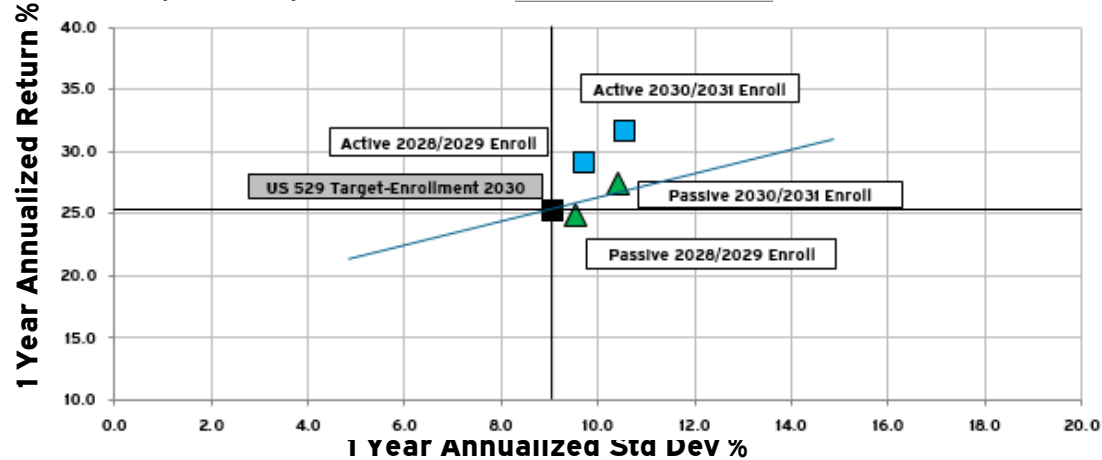 1 Year Annualized Return %
40.0
35.0
30.0
25.0
20.0
15.0
10.0
Active 2030/2031 Enroll
Active 2028/2029 Enroll
US 529 Target-Enrollment 2030
Passive 2030/2031 Enroll
Passive 2028/2029 Enroll
0.0 2.0 4.0 6.0 8.0 10.0 12.0 14.0 16.0 18.0 20.0
1 Year Annualized Std Dev %